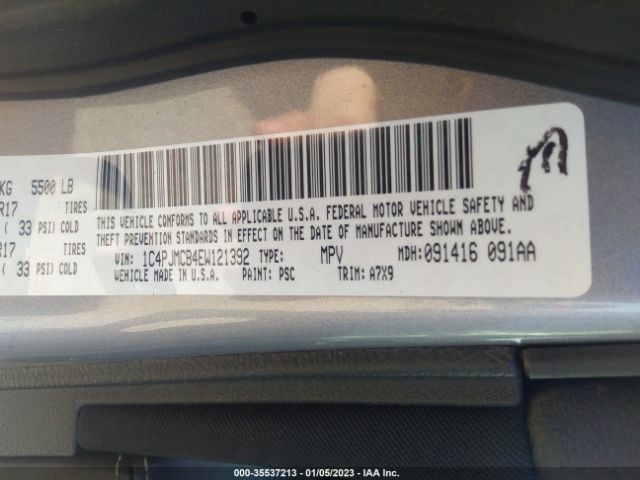 KG 5500 LB
R17 TIRES
( 33 PSI) COLD
R17 TIRES
( 33 PSI) COLD
THIS VEHICLE CONFORMS TO ALL APPLICABLE U.S.A. FEDERAL MOTOR VEHICLE SAFETY AND
THEFT PREVENTION STANDARDS IN EFFECT ON THE DATE OF MANUFACTURE SHOWN ABOVE.
VIN: 1C4PJMCB4EW121392 TYPE: MPV MDH: 091416 091AA
VEHICLE MADE IN U.S.A. PAINT: PSC TRIM: A7X9
000-35537213 - 01/05/2023 - IAA Inc.